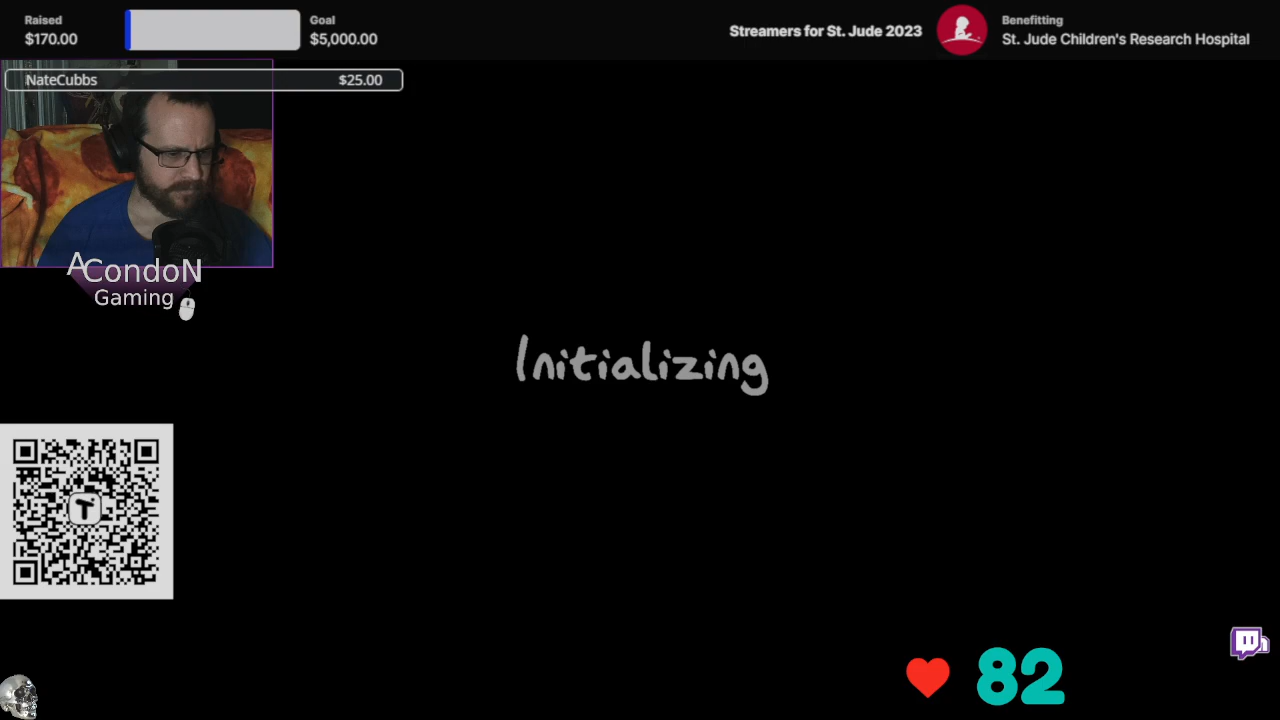 Raised
$170.00
Goal
$5,000.00
Streamers for St. Jude 2023
Benefitting
St. Jude Children's Research Hospital
NateCubbs
$25.00
ACondoN
Gaming
Initializing
T
82